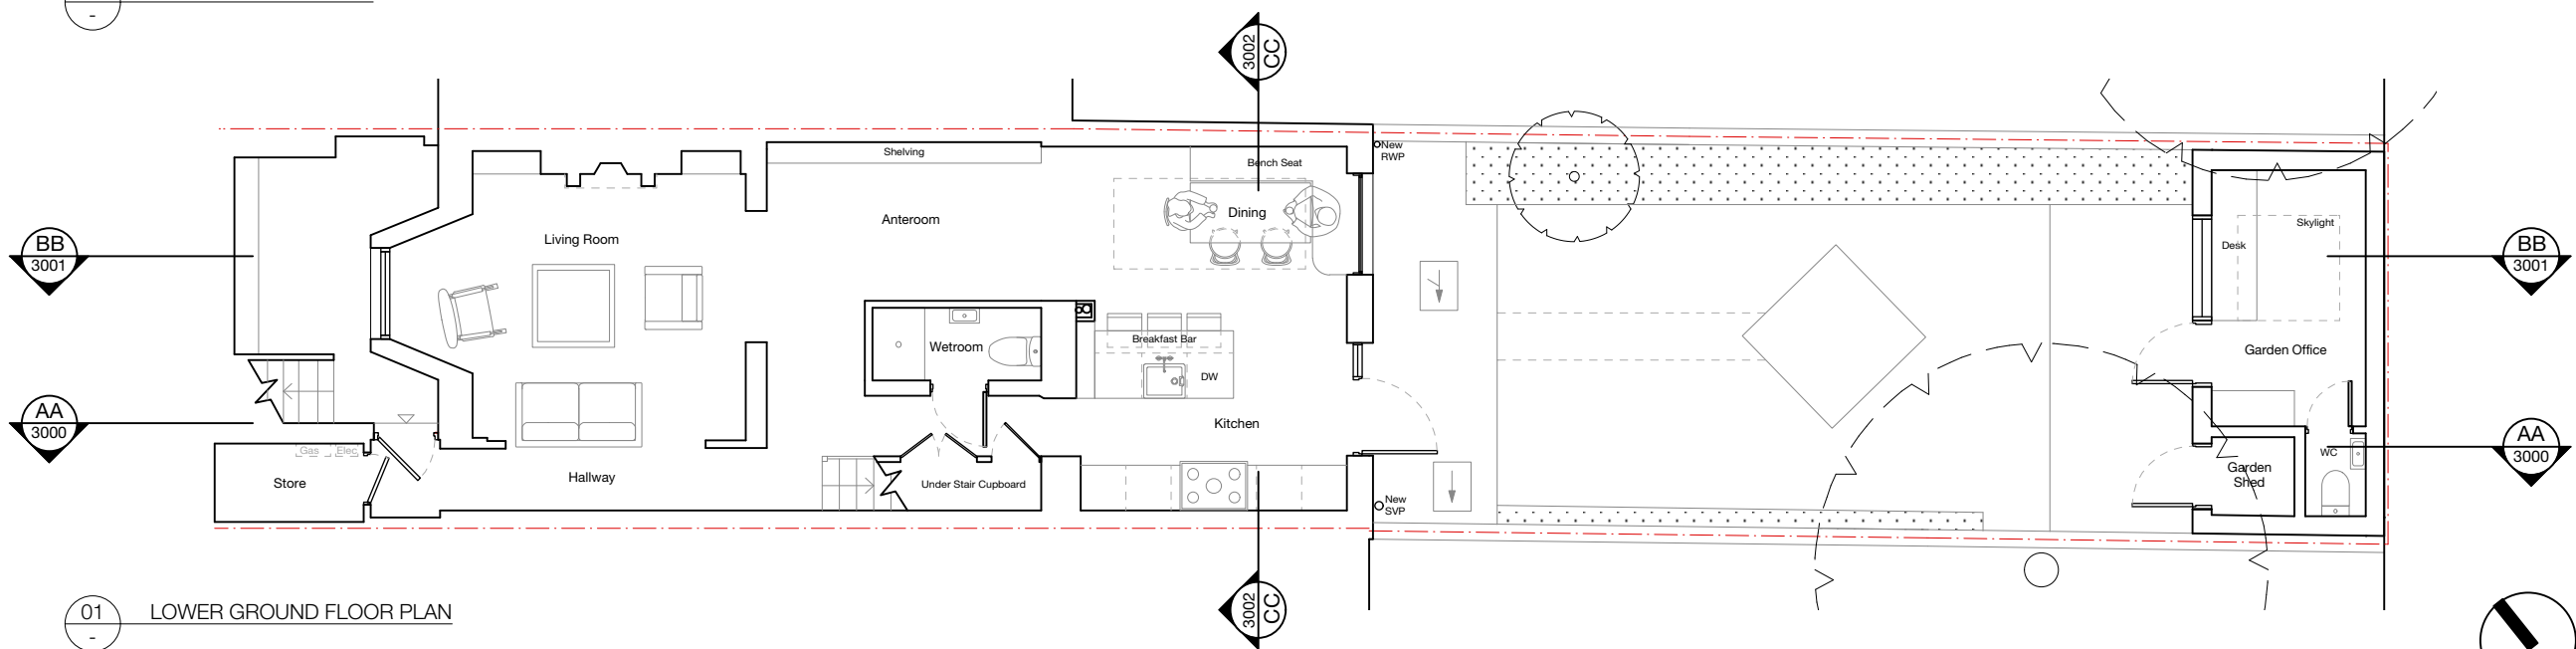 -
3002
CC
New
RWP
Shelving
Bench Seat
Anteroom
Dining
Living Room
Skylight
Desk
BB
3001
BB
3001
Wetroom
Breakfast Bar
DW
Garden Office
AA
3000
AA
3000
Kitchen
Gas
Elec
Store
Hallway
Under Stair Cupboard
WC
Garden
Shed
New
SVP
3002
CC
01
LOWER GROUND FLOOR PLAN
-